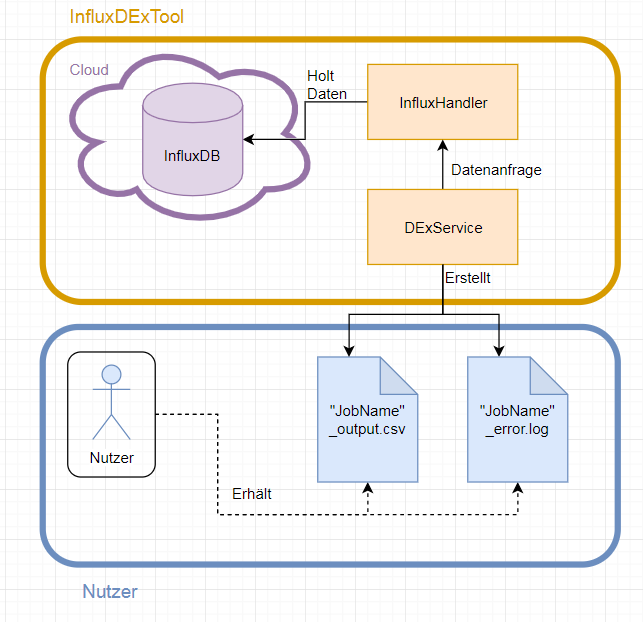 InfluxDExTool
Cloud
Holt
Daten
InfluxHandler
InfluxDB
Datenanfrage
DExService
Erstellt
"JobName"
_output.csv
"JobName"
_error.log
Nutzer
Erhält
Nutzer